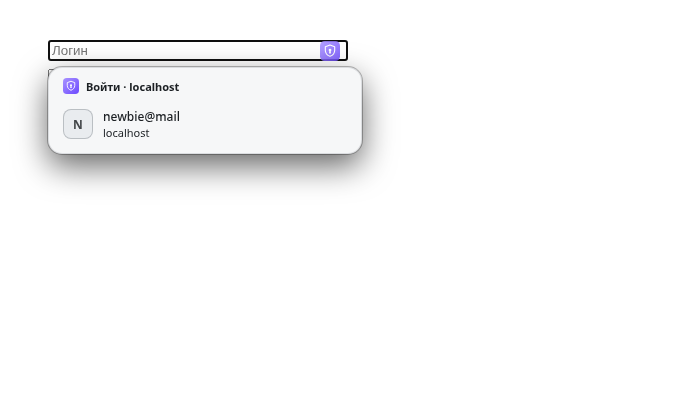 Логин
Войти · localhost
N
newbie@mail
localhost